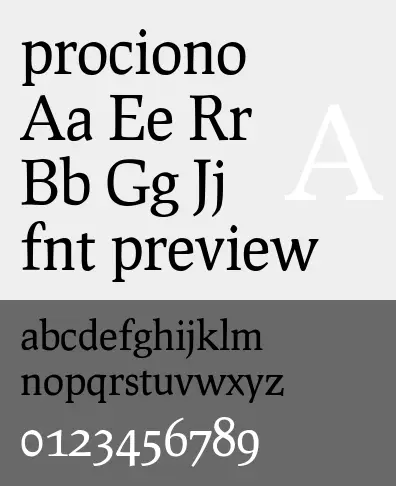 prociono
Aa Ee Rr
A
Bb Gg Jj
fnt preview
abcdefghijklm
nopqrstuvwxyz
0123456789